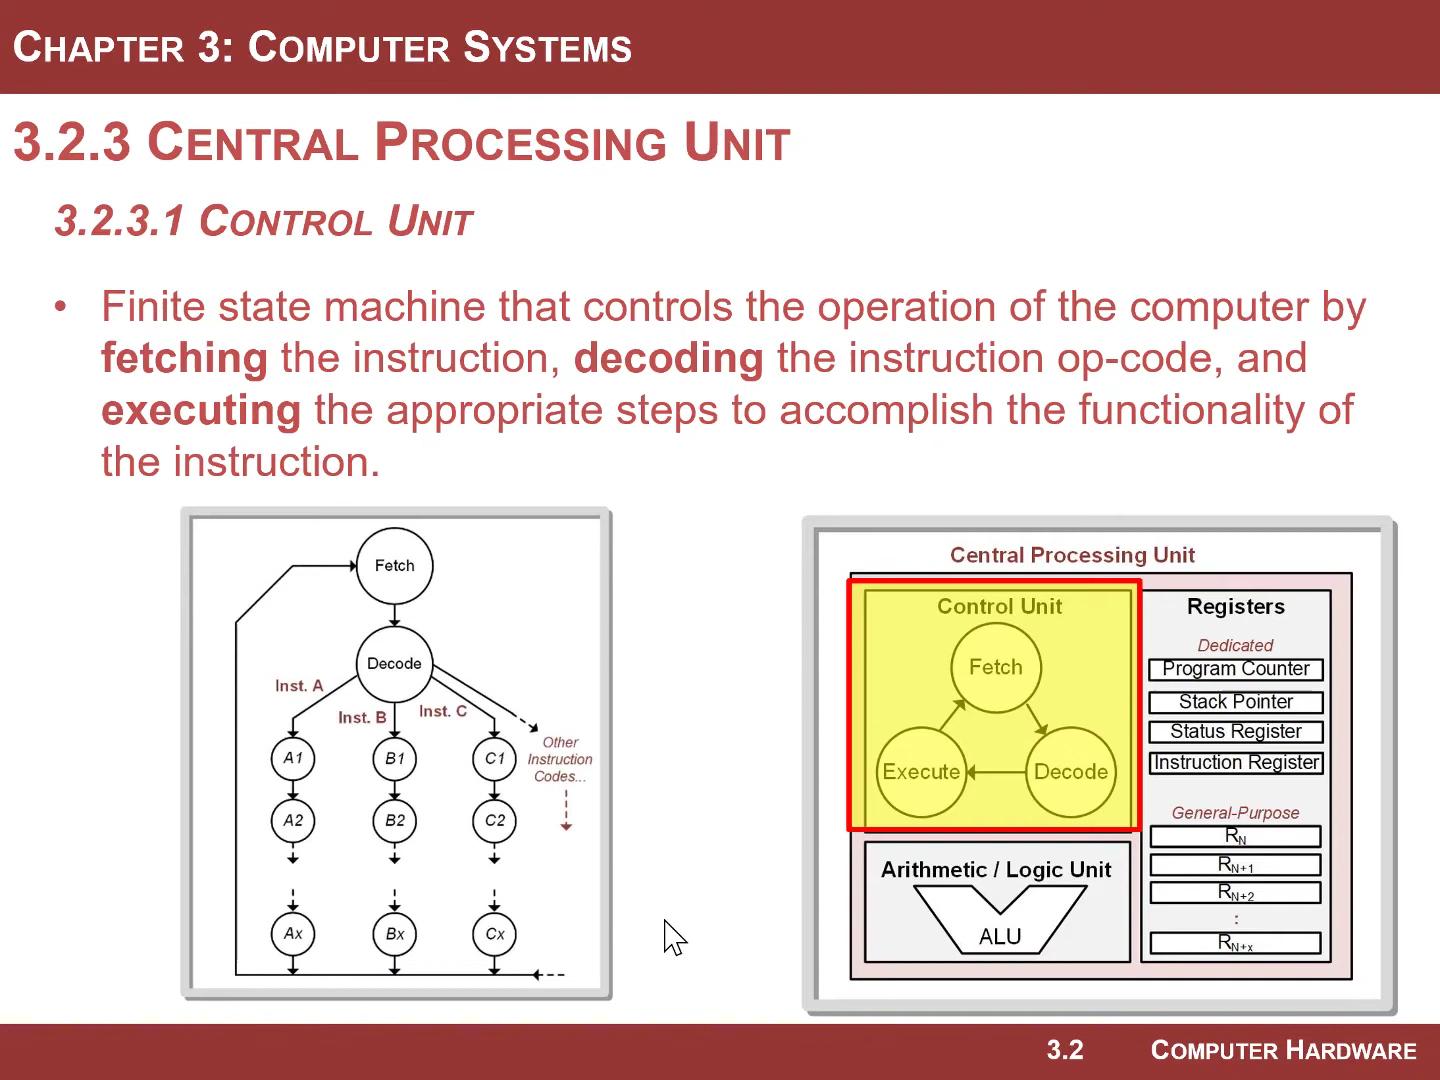 CHAPTER 3: COMPUTER SYSTEMS
3.2.3 CENTRAL PROCESSING UNIT
3.2.3.1 CONTROL UNIT
• Finite state machine that controls the operation of the computer by
fetching the instruction, decoding the instruction op-code, and
executing the appropriate steps to accomplish the functionality of
the instruction.
Fetch
Decode
Inst. A
Inst. B
Inst. C
Other
Instruction
Codes...
A1
B1
C1
A2
B2
C2
Ax
Bx
Cx
Central Processing Unit
Control Unit
Fetch
Execute
Decode
Arithmetic / Logic Unit
ALU
Registers
Dedicated
Program Counter
Stack Pointer
Status Register
Instruction Register
General-Purpose
RN
RN+1
RN+2
:
RN+x
3.2 COMPUTER HARDWARE